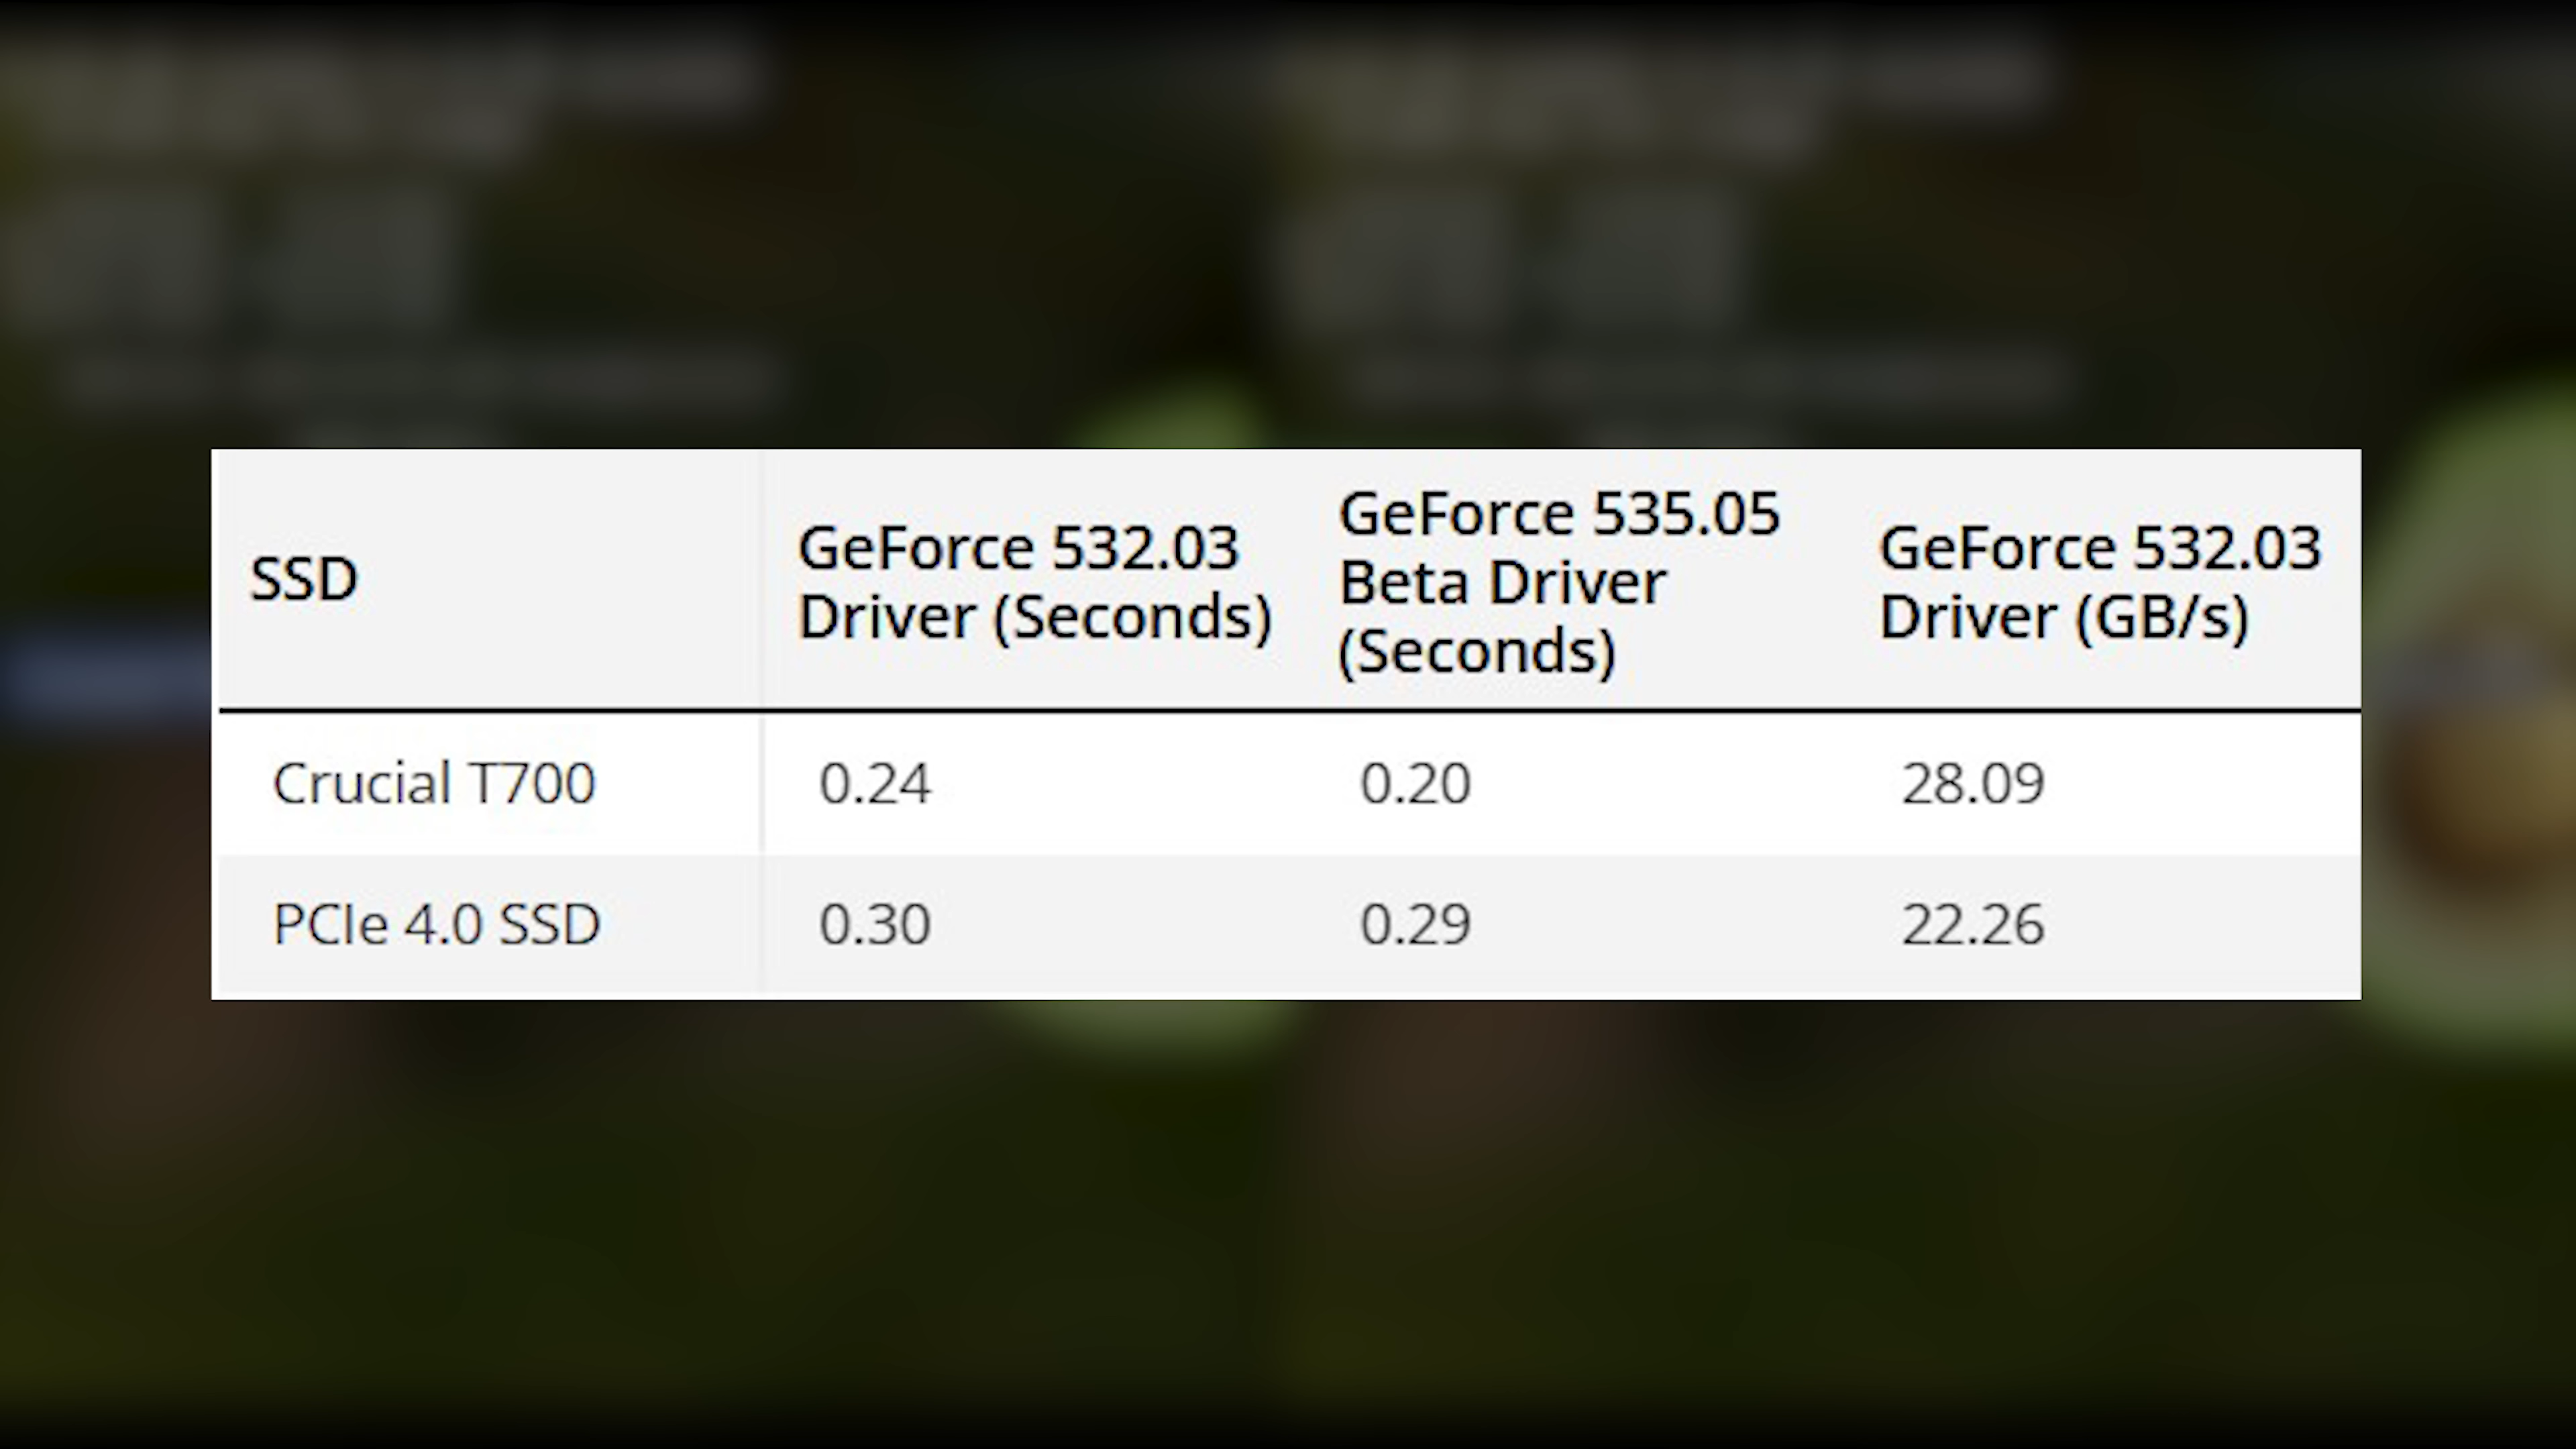 SSD
GeForce 532.03
Driver (Seconds)
GeForce 535.05
Beta Driver
(Seconds)
GeForce 532.03
Driver (GB/s)
Crucial T700 0.24 0.20 28.09
PCIe 4.0 SSD 0.30 0.29 22.26